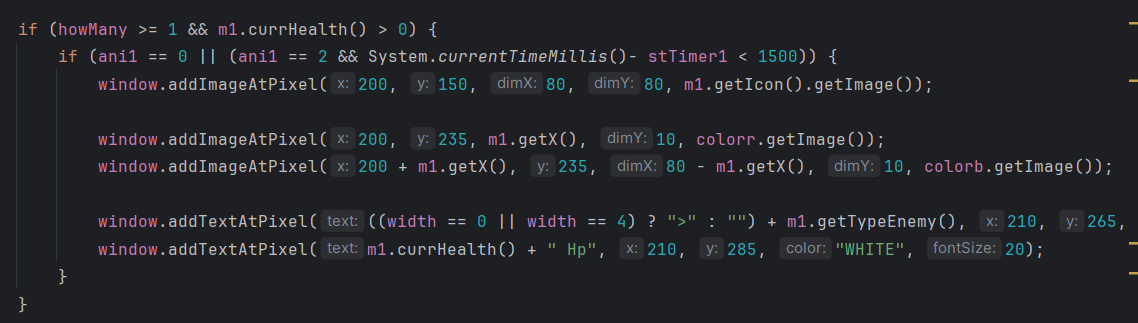 if (howMany >= 1 && m1.currHealth() > 0) {
if (ani1 == 0 || (ani1 == 2 && System.currentTimeMillis()- stTimer1 < 1500)) {
window.addImageAtPixel( x: 200, y: 150, dimX: 80, dimY: 80, m1.getIcon().getImage());
window.addImageAtPixel( x: 200, y: 235, m1.getX(), dimY: 10, colorr.getImage());
window.addImageAtPixel( x: 200 + m1.getX(), y: 235, dimX: 80 - m1.getX(), dimY: 10, colorb.getImage());
window.addTextAtPixel( text: ((width == 0 || width == 4) ? ">" : "") + m1.getTypeEnemy(), x: 210, y: 265,
window.addTextAtPixel( text: m1.currHealth() + " Hp", x: 210, y: 285, color: "WHITE", fontSize: 20);
}
}